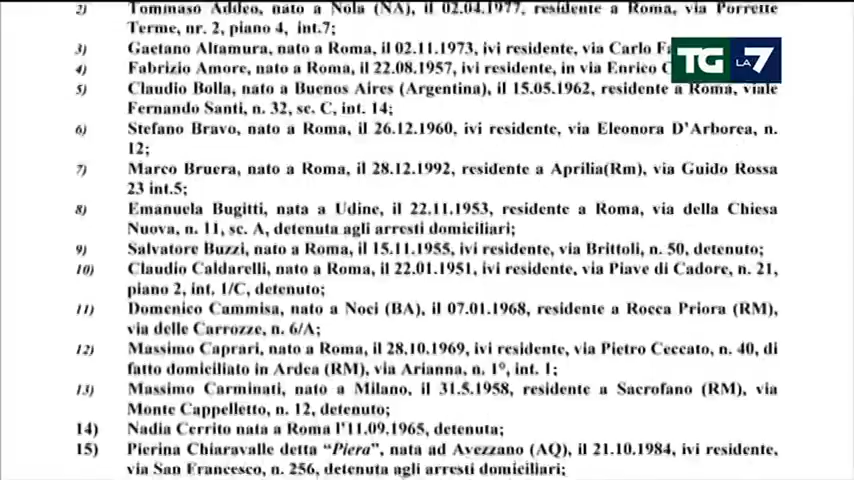 2) Tommaso Addeo, nato a Nola (NA), il 02.04.1977, residente a Roma, via Porrette
Terme, nr. 2, piano 4, int.7;
3) Gaetano Altamura, nato a Roma, il 02.11.1973, ivi residente, via Carlo
4) Fabrizio Amore, nato a Roma, il 22.08.1957, ivi residente, in via Enrico
TG LA7
5) Claudio Bolla, nato a Buenos Aires (Argentina), il 15.05.1962, residente a Roma, viale
Fernando Santi, n. 32, sc. C, int. 14;
6) Stefano Bravo, nato a Roma, il 26.12.1960, ivi residente, via Eleonora D'Arborea, n.
12;
7) Marco Bruera, nato a Roma, il 28.12.1992, residente a Aprilia(Rm), via Guido Rossa
23 int.5;
8) Emanuela Bugitti, nata a Udine, il 22.11.1953, residente a Roma, via della Chiesa
Nuova, n. 11, sc. A, detenuta agli arresti domiciliari;
9) Salvatore Buzzi, nato a Roma, il 15.11.1955, ivi residente, via Brittoli, n. 50, detenuto;
10) Claudio Caldarelli, nato a Roma, il 22.01.1951, ivi residente, via Piave di Cadore, n. 21,
piano 2, int. 1/C, detenuto;
11) Domenico Cammisa, nato a Noci (BA), il 07.01.1968, residente a Rocca Priora (RM),
via delle Carrozze, n. 6/A;
12) Massimo Caprari, nato a Roma, il 28.10.1969, ivi residente, via Pietro Ceccato, n. 40, di
fatto domiciliato in Ardea (RM), via Arianna, n. 1°, int. 1;
13) Massimo Carminati, nato a Milano, il 31.5.1958, residente a Sacrofano (RM), via
Monte Cappelletto, n. 12, detenuto;
14) Nadia Cerrito nata a Roma l'11.09.1965, detenuta;
15) Pierina Chiaravalle detta “Piera”, nata ad Avezzano (AQ), il 21.10.1984, ivi residente,
via San Francesco, n. 256, detenuta agli arresti domiciliari;